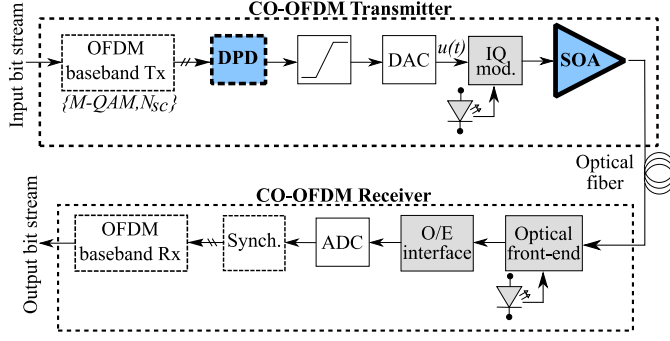 CO-OFDM Transmitter
Input bit stream
OFDM
baseband Tx
{M-QAM,N_SC}
DPD
DAC
u(t)
IQ
mod.
SOA
Optical
fiber
CO-OFDM Receiver
Output bit stream
OFDM
baseband Rx
Synch.
ADC
O/E
interface
Optical
front-end